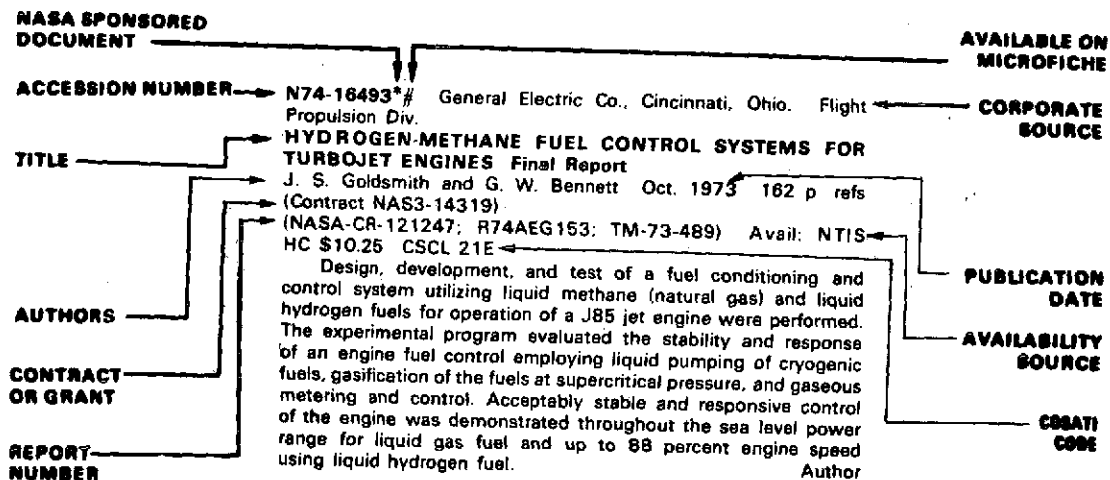 NASA SPONSORED
DOCUMENT
AVAILABLE ON
MICROFICHE
ACCESSION NUMBER
N74-16493*# General Electric Co., Cincinnati, Ohio. Flight
Propulsion Div.
CORPORATE
SOURCE
TITLE
HYDROGEN-METHANE FUEL CONTROL SYSTEMS FOR
TURBOJET ENGINES Final Report
J. S. Goldsmith and G. W. Bennett Oct. 1973 162 p refs
(Contract NAS3-14319)
(NASA-CR-121247; R74AEG153; TM-73-489) Avail: NTIS
HC $10.25 CSCL 21E
Design, development, and test of a fuel conditioning and
control system utilizing liquid methane (natural gas) and liquid
hydrogen fuels for operation of a J85 jet engine were performed.
The experimental program evaluated the stability and response
of an engine fuel control employing liquid pumping of cryogenic
fuels, gasification of the fuels at supercritical pressure, and gaseous
metering and control. Acceptably stable and responsive control
of the engine was demonstrated throughout the sea level power
range for liquid gas fuel and up to 88 percent engine speed
using liquid hydrogen fuel. Author
AUTHORS
CONTRACT
OR GRANT
REPORT
NUMBER
PUBLICATION
DATE
AVAILABILITY
SOURCE
COSATI
CODE